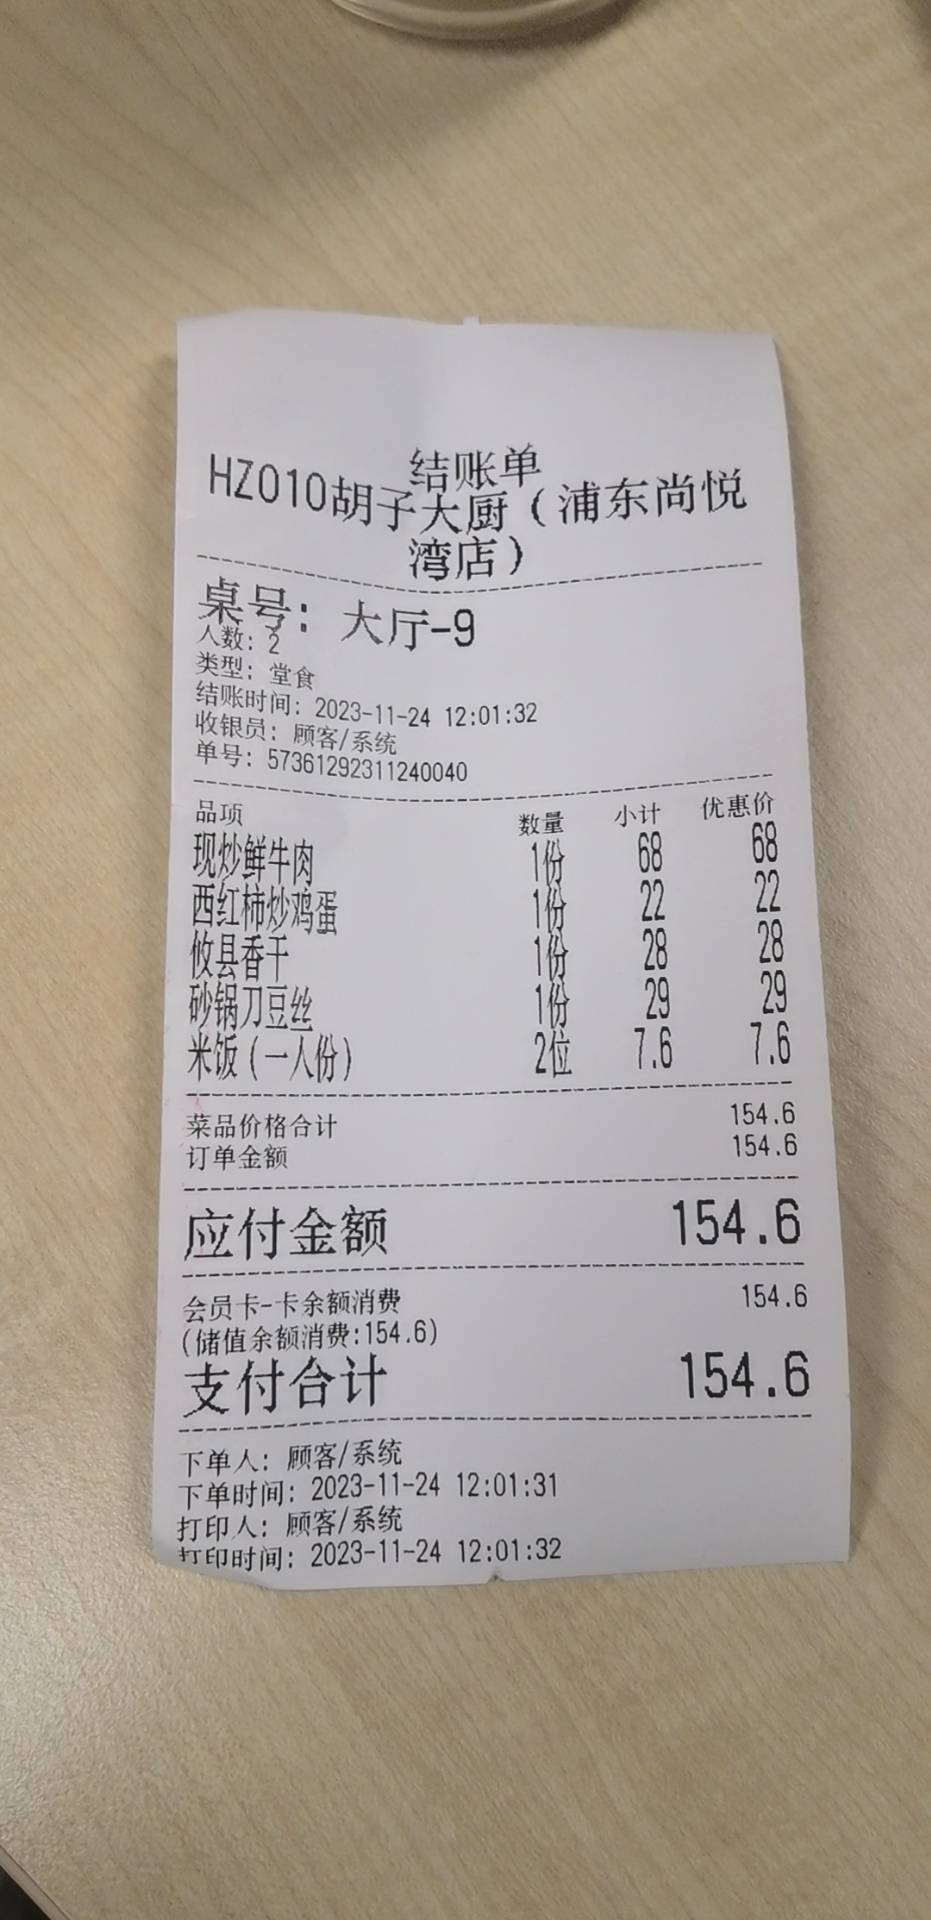 结账单
HZ010胡子大厨（浦东尚悦
湾店）
桌号: 大厅-9
人数: 2
类型: 堂食
结账时间: 2023-11-24 12:01:32
收银员: 顾客/系统
单号: 57361292311240040
品项 数量 小计 优惠价
现炒鲜牛肉 1份 68 68
西红柿炒鸡蛋 1份 22 22
攸县香干 1份 28 28
砂锅刀豆丝 1份 29 29
米饭(一人份) 2位 7.6 7.6
菜品价格合计 154.6
订单金额 154.6
应付金额 154.6
会员卡-卡余额消费 154.6
(储值余额消费:154.6)
支付合计 154.6
下单人: 顾客/系统
下单时间: 2023-11-24 12:01:31
打印人: 顾客/系统
打印时间: 2023-11-24 12:01:32